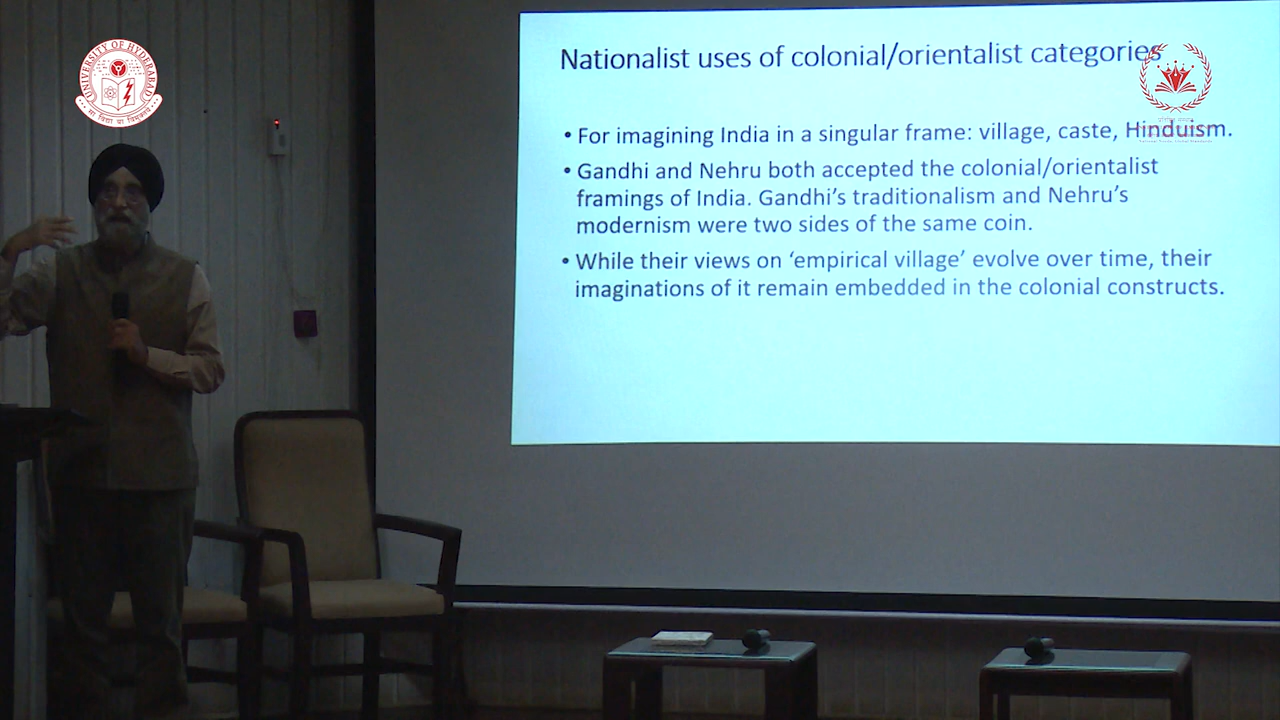 UNIVERSITY OF HYDERABAD
Nationalist uses of colonial/orientalist categories
• For imagining India in a singular frame: village, caste, Hinduism.
• Gandhi and Nehru both accepted the colonial/orientalist
framings of India. Gandhi's traditionalism and Nehru's
modernism were two sides of the same coin.
• While their views on 'empirical village' evolve over time, their
imaginations of it remain embedded in the colonial constructs.